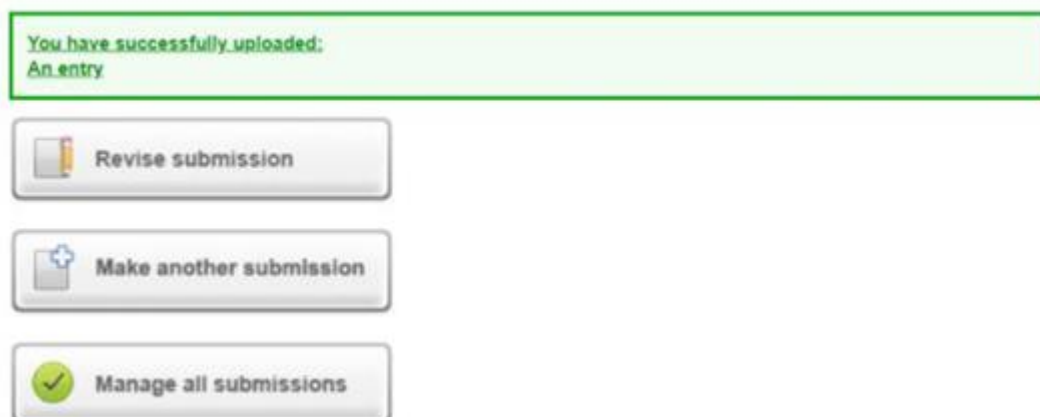 You have successfully uploaded:
An entry
Revise submission
Make another submission
Manage all submissions